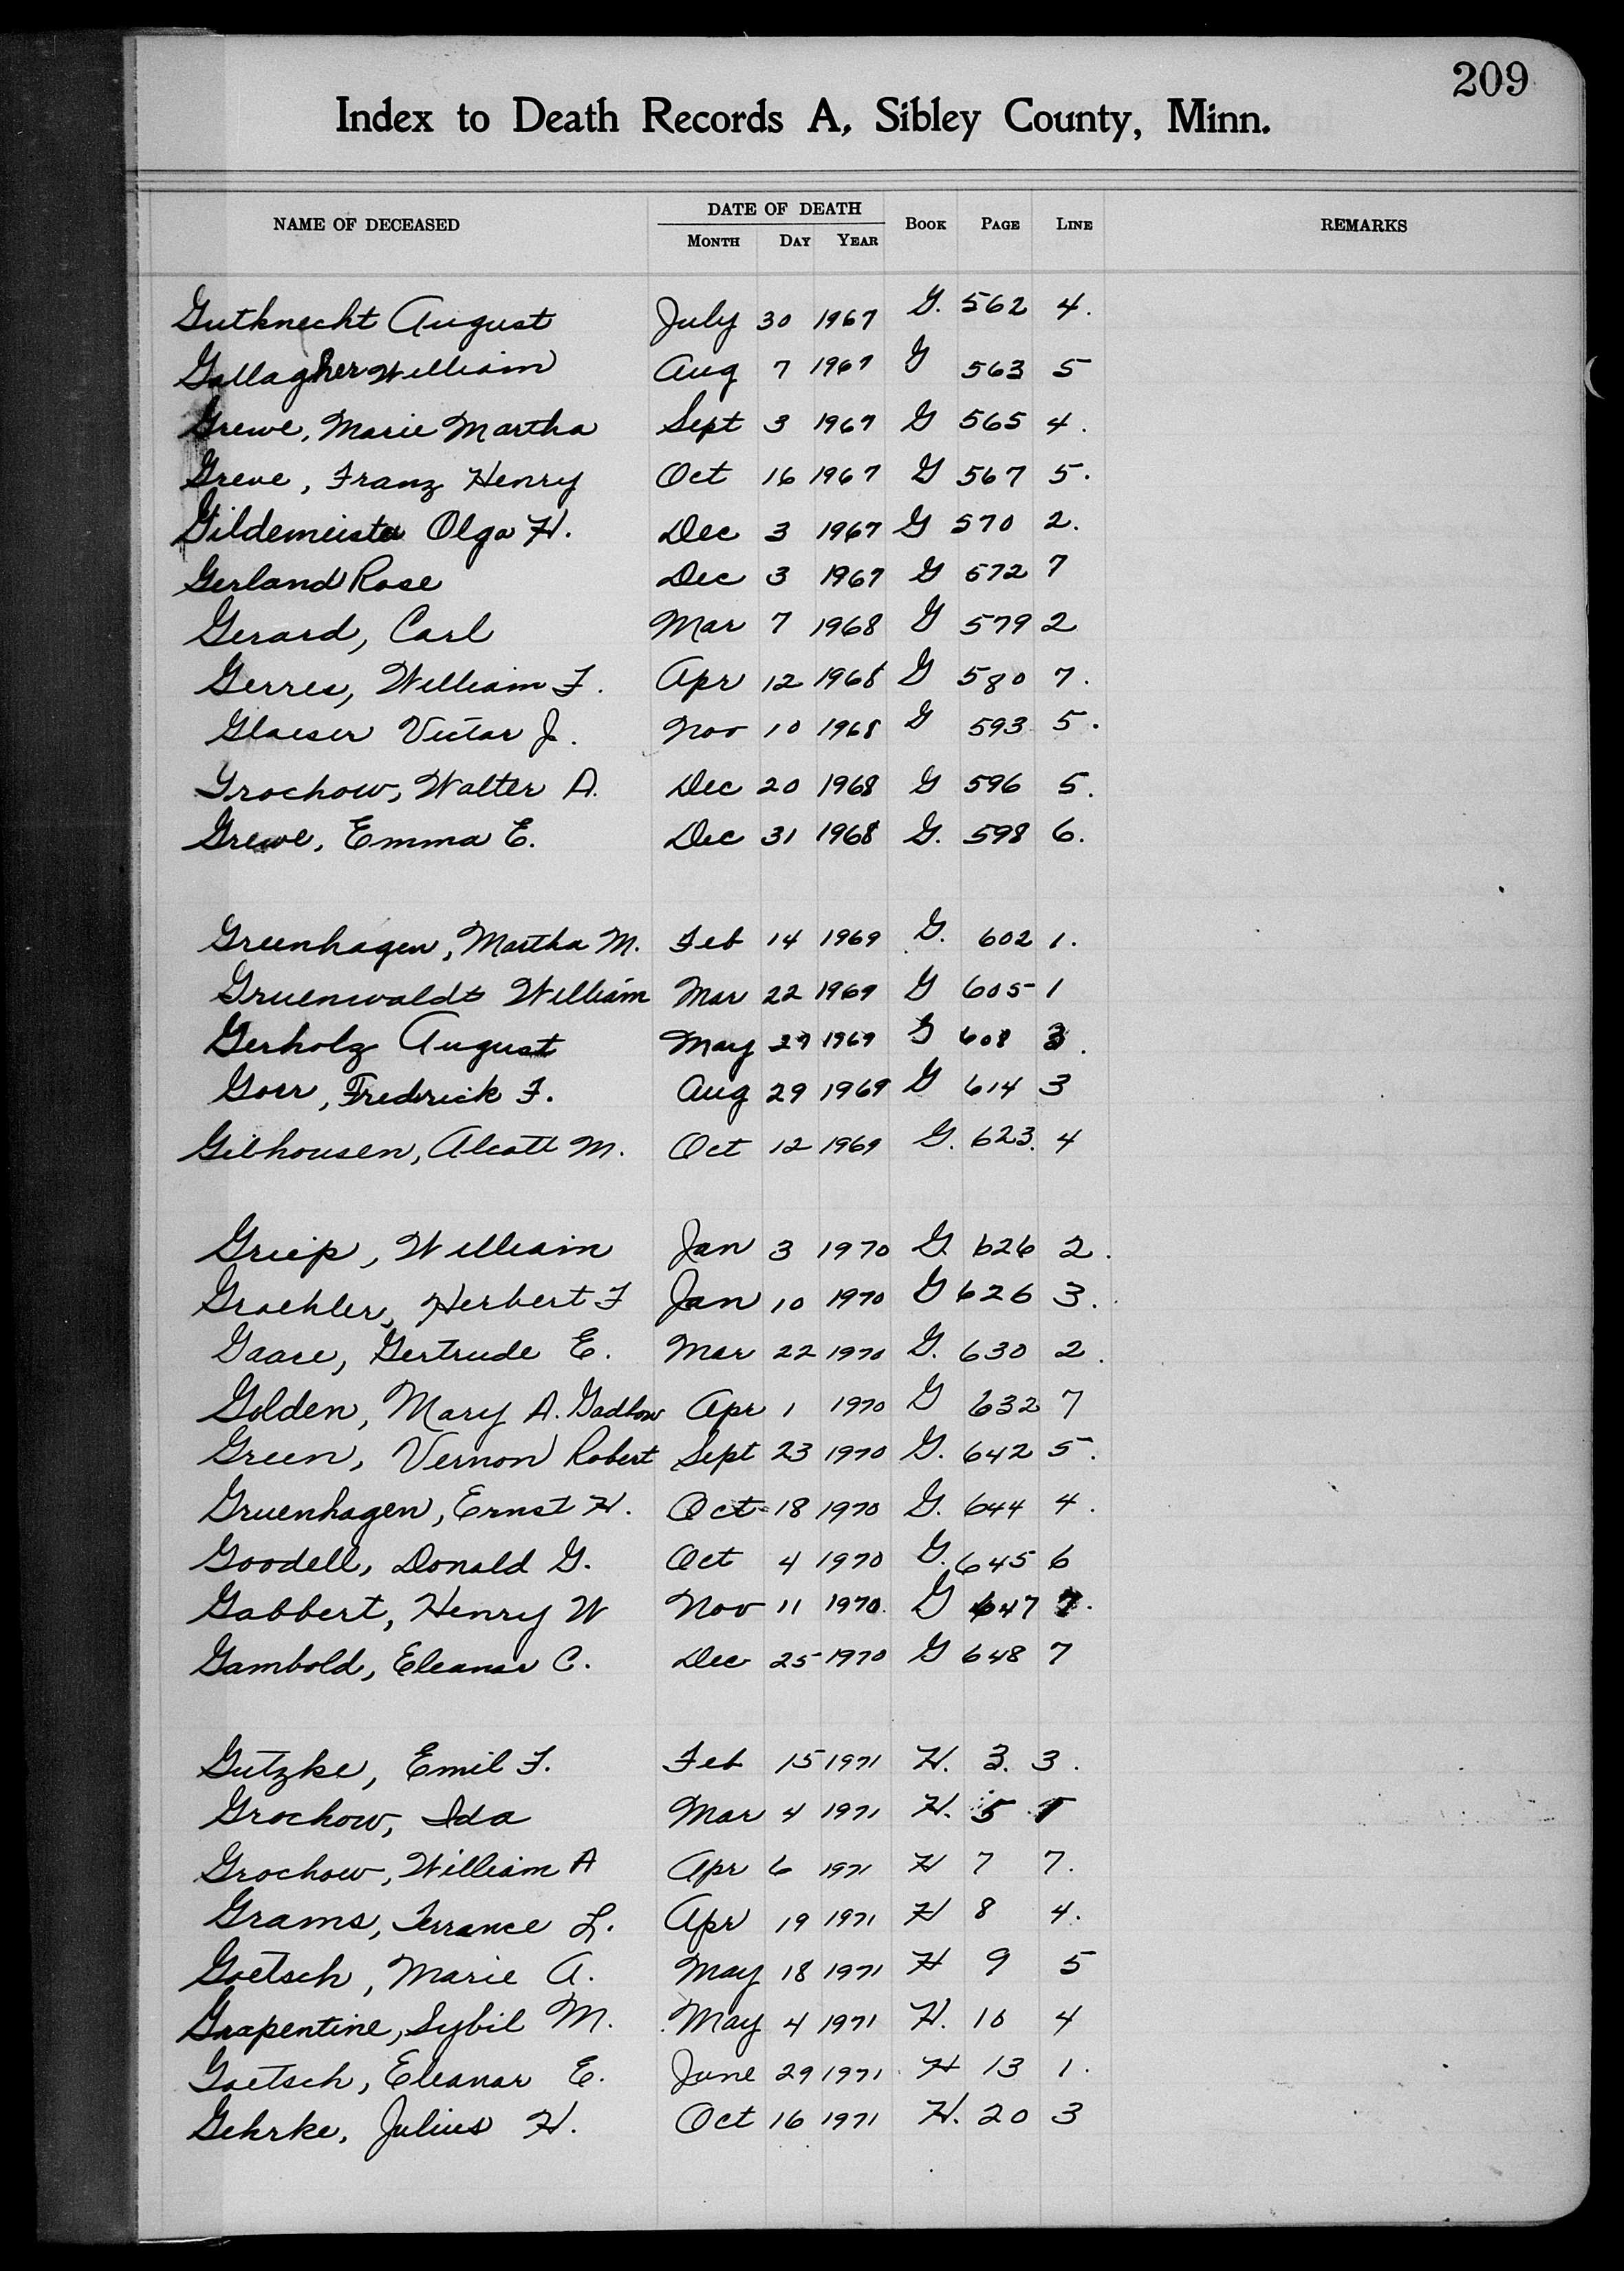 209
Index to Death Records A, Sibley County, Minn.
NAME OF DECEASED DATE OF DEATH BOOK PAGE LINE REMARKS
MONTH DAY YEAR
Gutknecht August July 30 1967 G. 562 4.
Gallagher William Aug 7 1967 G 563 5
Grewe, Marie Martha Sept 3 1967 G 565 4.
Greve, Franz Henry Oct 16 1967 G 567 5.
Gildemeister Olga H. Dec 3 1967 G 570 2.
Gerland Rose Dec 3 1967 G 572 7
Gerard, Carl Mar 7 1968 G 579 2
Gerres, William F. Apr 12 1968 G 580 7.
Glaeser Victor J. Nov 10 1968 G 593 5.
Grochow, Walter A. Dec 20 1968 G 596 5.
Grewe, Emma E. Dec 31 1968 G. 598 6.
Greenhagen, Martha M. Feb 14 1969 G. 602 1.
Gruenwaldt William Mar 22 1969 G 605 1
Gerholz August May 29 1969 G 608 3.
Goer, Fredrick F. Aug 29 1969 G 614 3
Gibhousen, Alcott M. Oct 12 1969 G. 623. 4
Griep, William Jan 3 1970 G. 626 2.
Graehler, Herbert F Jan 10 1970 G 626 3.
Gaare, Gertrude E. Mar 22 1970 G. 630 2.
Golden, Mary A. Gadbow Apr 1 1970 G 632 7
Green, Vernon Robert Sept 23 1970 G. 642 5.
Gruenhagen, Ernst H. Oct 18 1970 G. 644 4.
Goodell, Donald G. Oct 4 1970 G. 645 6
Gabbert, Henry W Nov 11 1970. G 647 7.
Gambold, Eleanor C. Dec 25 1970 G 648 7
Gutzke, Emil F. Feb 15 1971 H. 3. 3.
Grochow, Ida Mar 4 1971 H. 5
Grochow, William A Apr 6 1971 H 7 7.
Grams, Terrance L. Apr 19 1971 H 8 4.
Goetsch, Marie A. May 18 1971 H 9 5
Grapentine, Sybil M. May 4 1971 H. 10 4
Goetsch, Eleanor E. June 29 1971 H 13 1.
Gehrke, Julius H. Oct 16 1971 H. 20 3